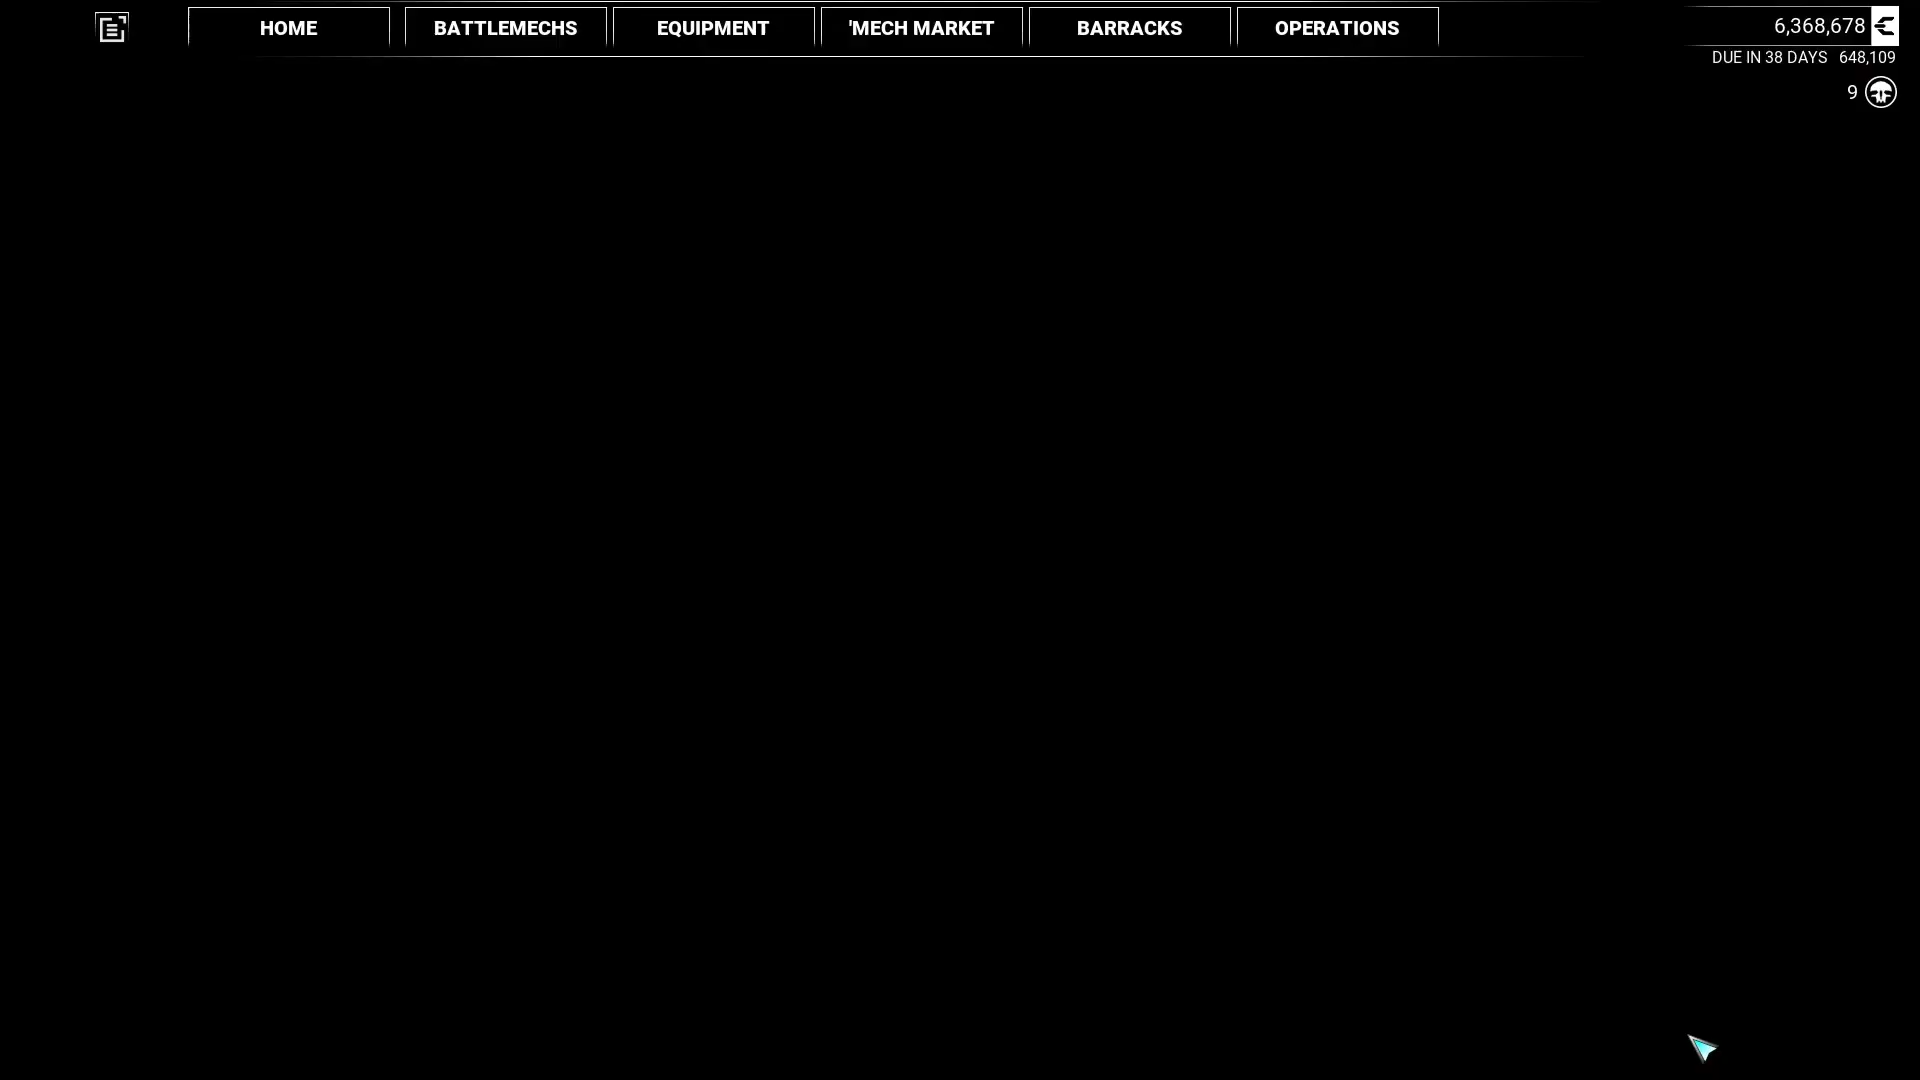 HOME
BATTLEMECHS
EQUIPMENT
'MECH MARKET
BARRACKS
OPERATIONS
6,368,678
DUE IN 38 DAYS 648,109
9